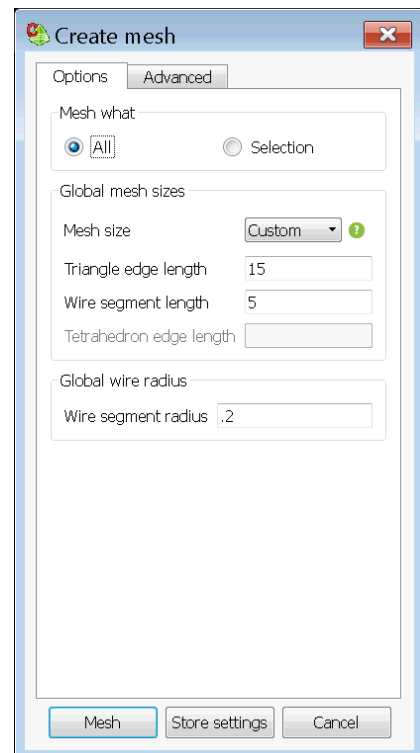 Create mesh
Options Advanced
Mesh what
All Selection
Global mesh sizes
Mesh size Custom ?
Triangle edge length 15
Wire segment length 5
Tetrahedron edge length
Global wire radius
Wire segment radius .2
Mesh Store settings Cancel